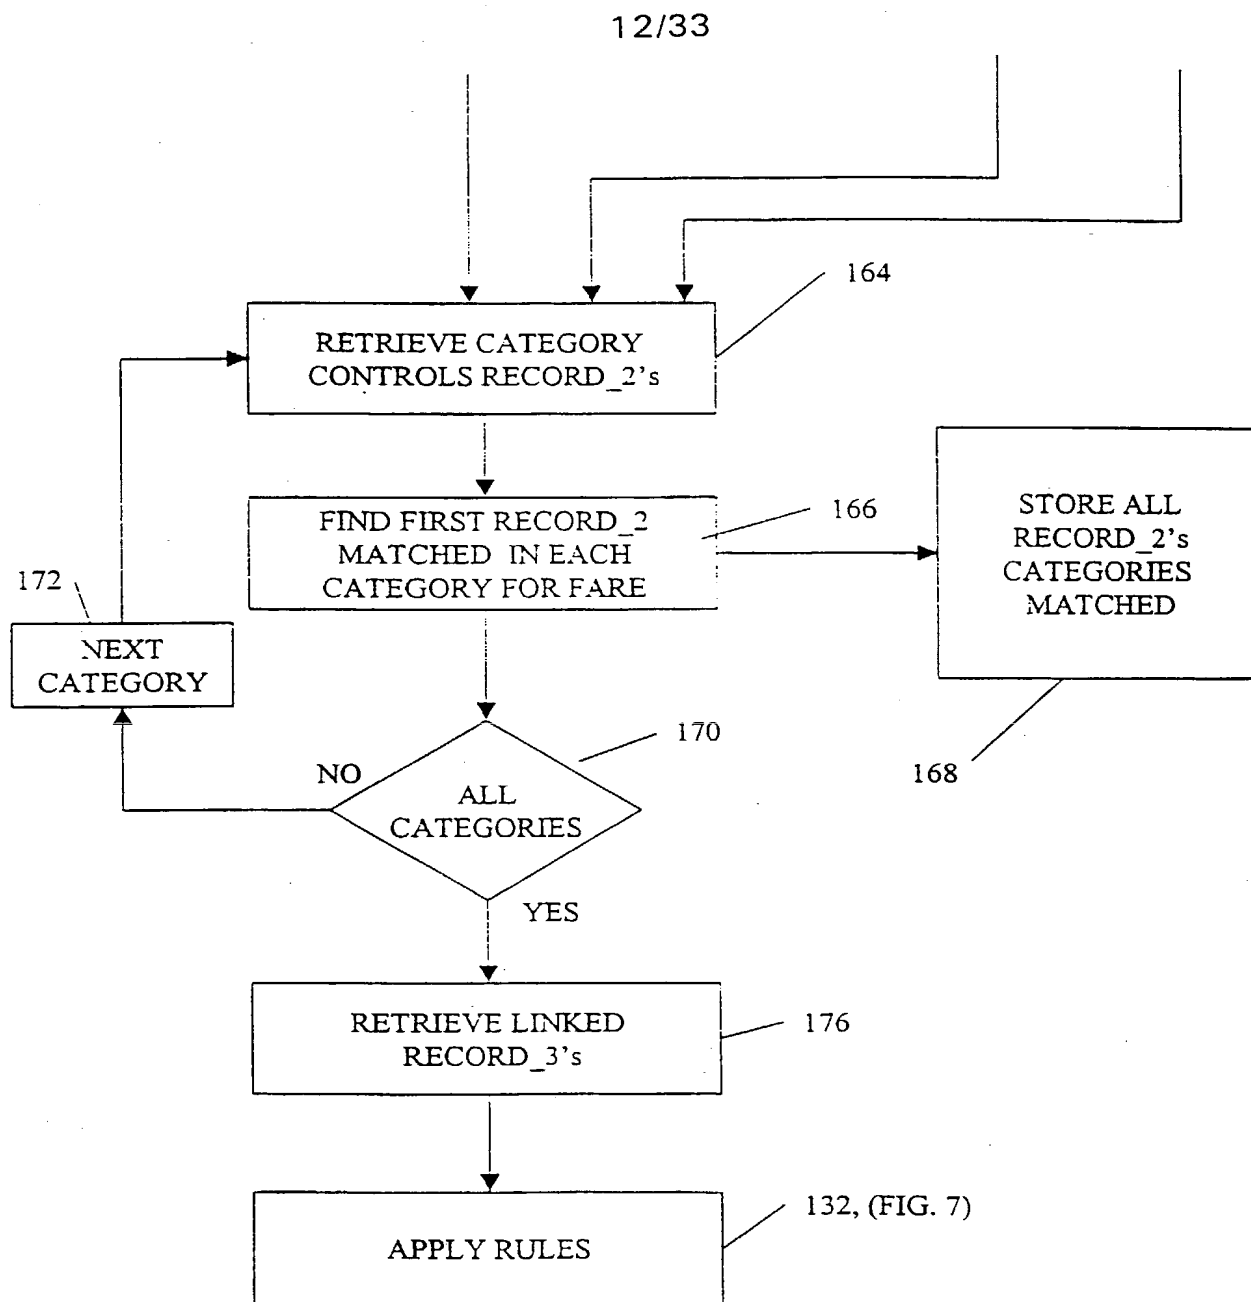 12/33
164
RETRIEVE CATEGORY
CONTROLS RECORD_2's
FIND FIRST RECORD_2
MATCHED IN EACH
CATEGORY FOR FARE
166
STORE ALL
RECORD_2's
CATEGORIES
MATCHED
168
172
NEXT
CATEGORY
170
NO
ALL
CATEGORIES
YES
RETRIEVE LINKED
RECORD_3's
176
APPLY RULES
132, (FIG. 7)